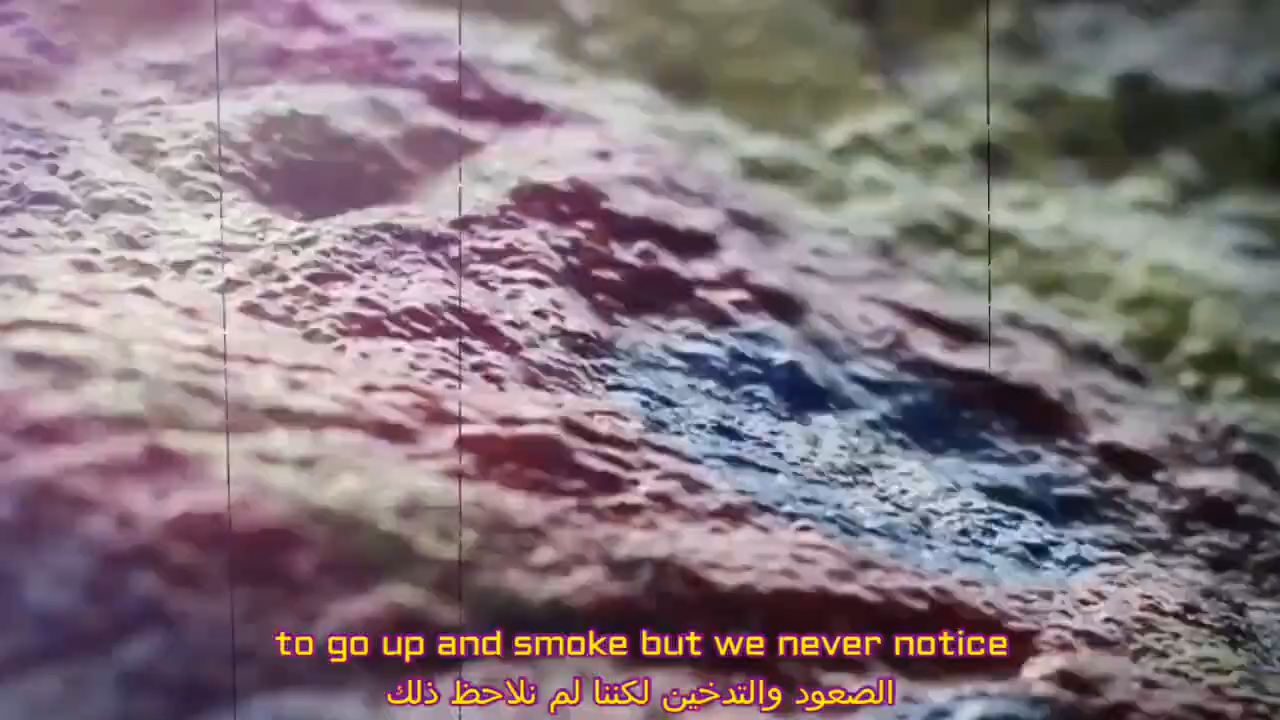 to go up and smoke but we never notice
الصعود والتدخين لكننا لم نلاحظ ذلك